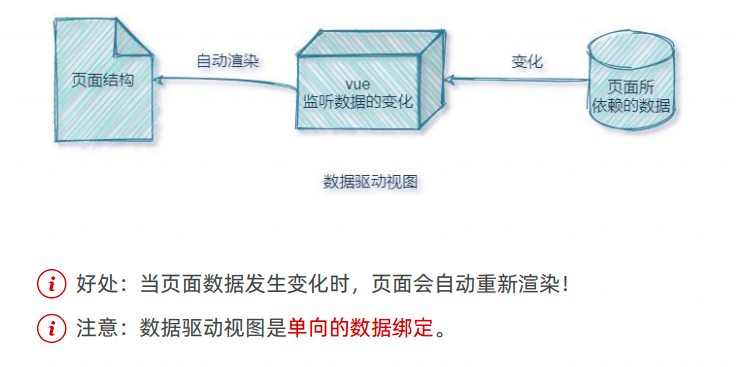 自动渲染
变化
页面结构
vue
监听数据的变化
页面所
依赖的数据
数据驱动视图
好处：当页面数据发生变化时，页面会自动重新渲染！
注意：数据驱动视图是单向的数据绑定。